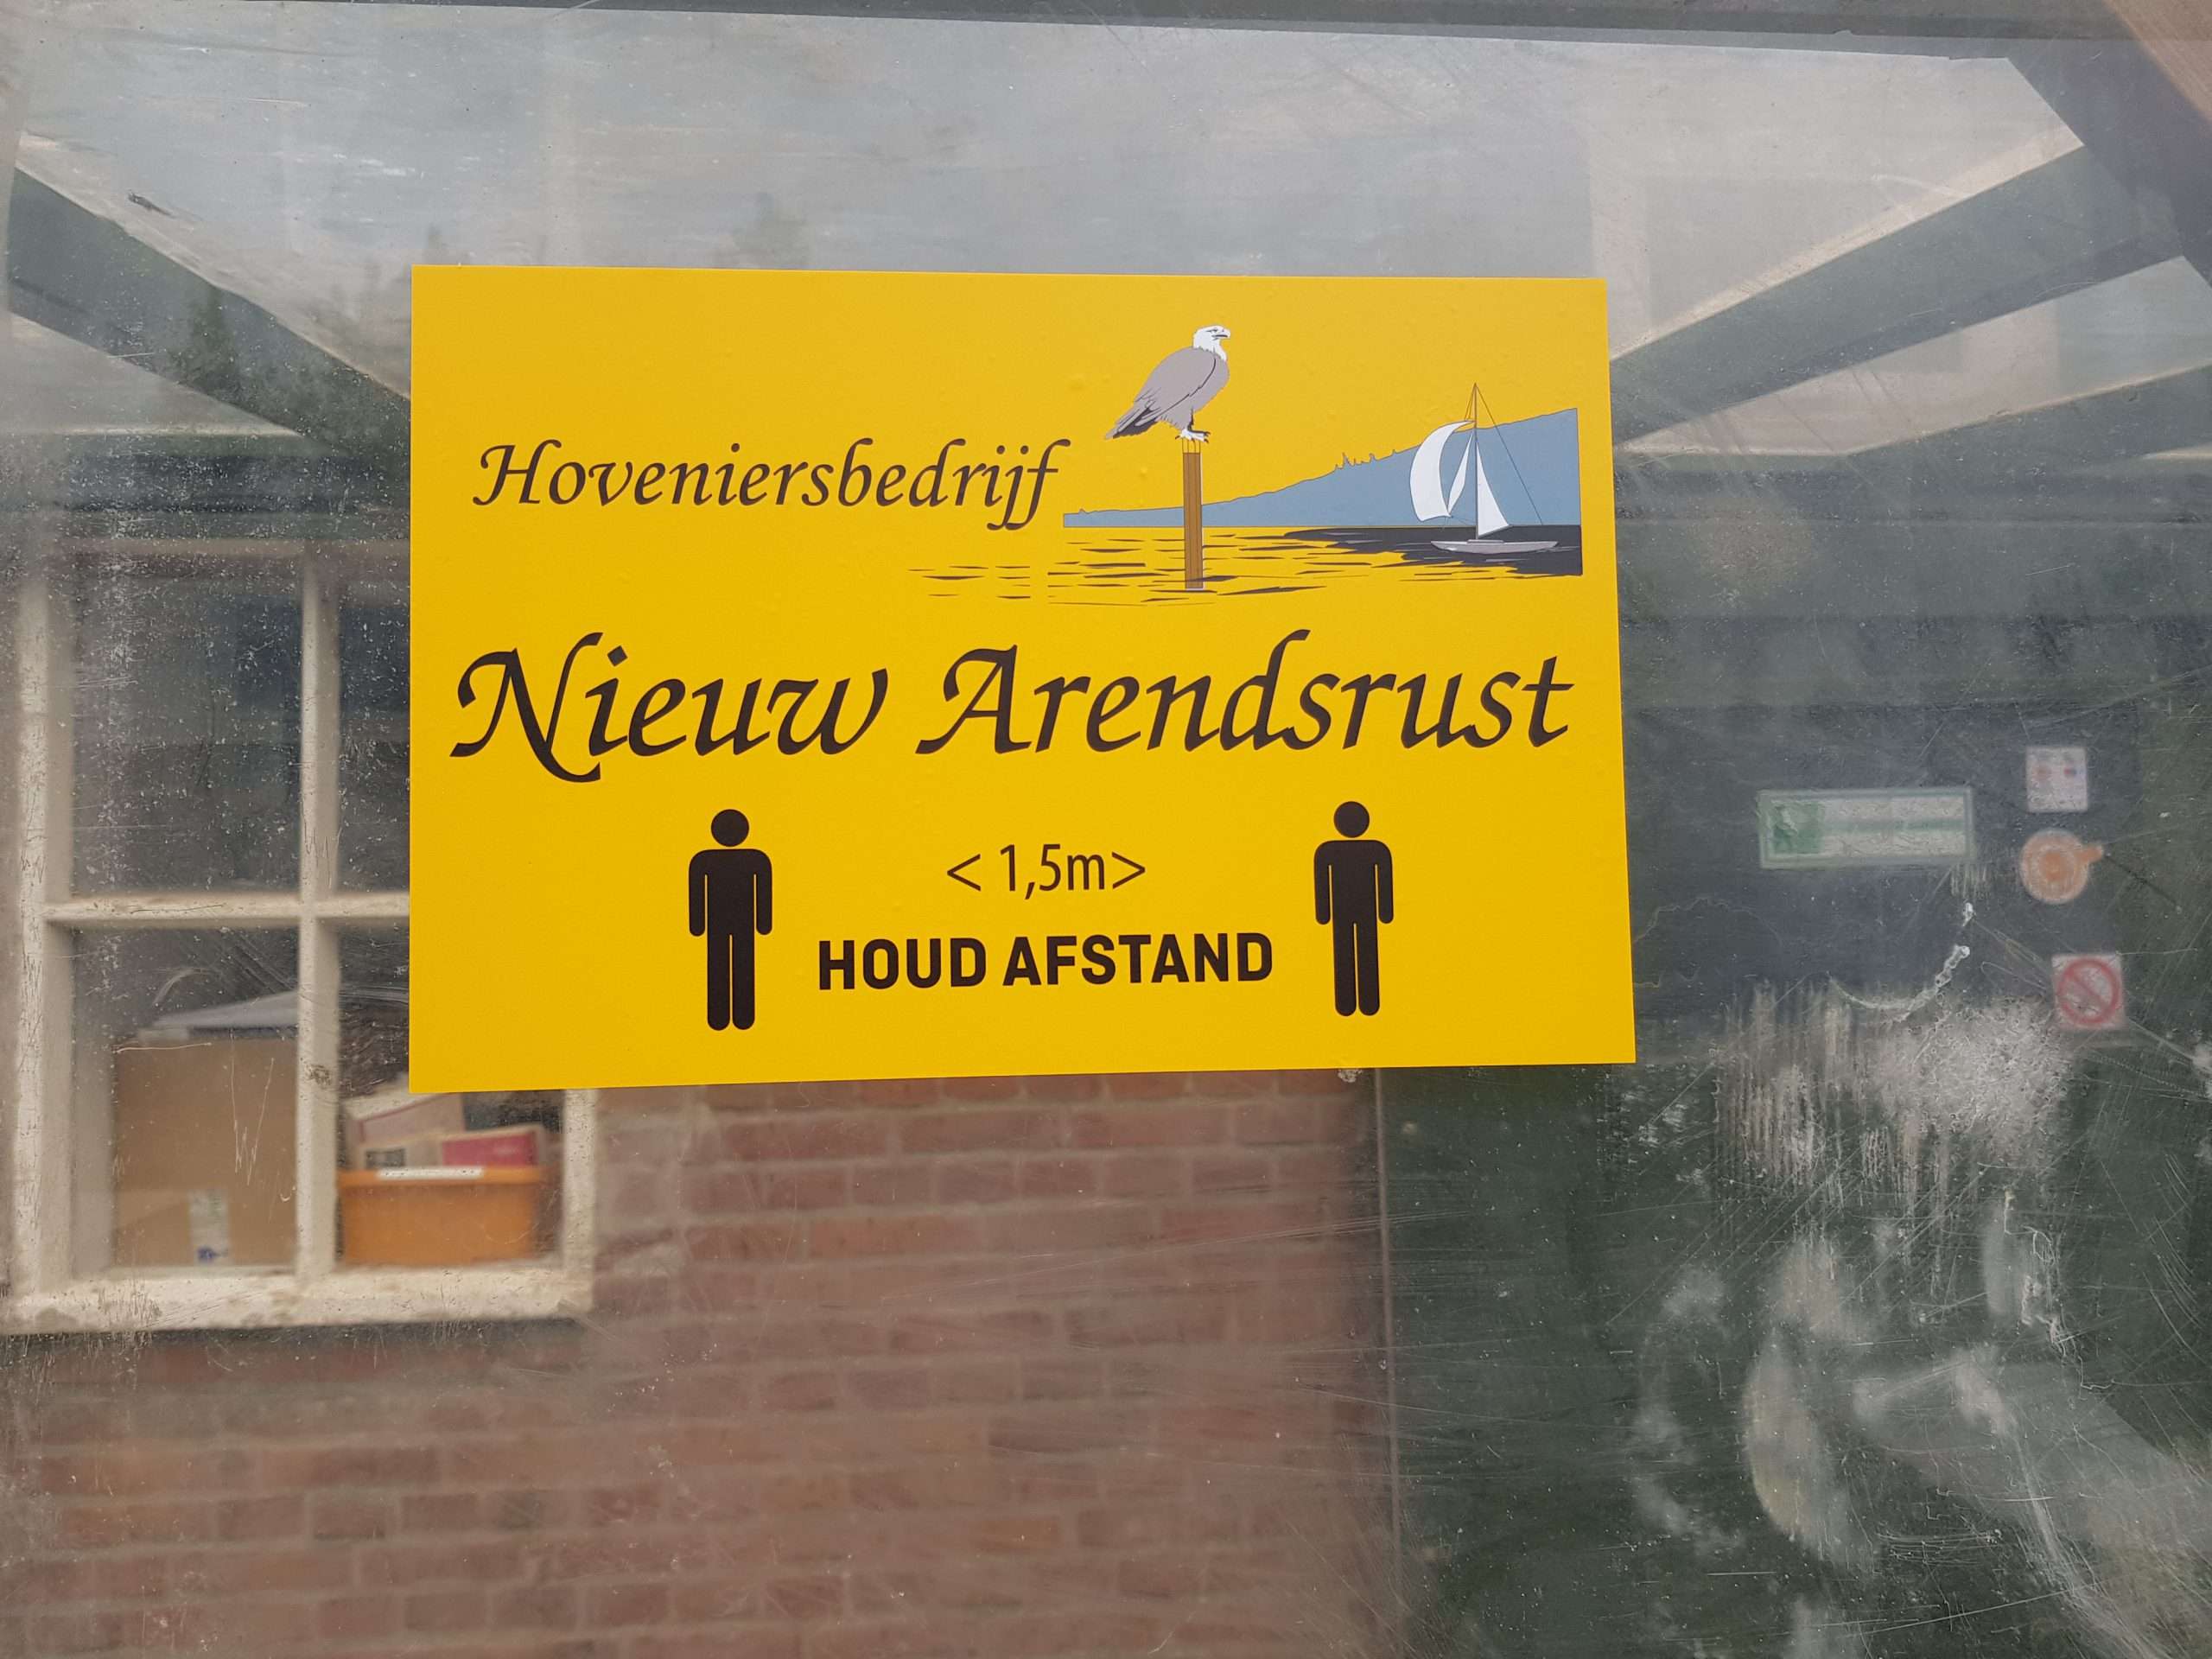 Hoveniersbedrijf
Nieuw Arendsrust
< 1,5m>
HOUD AFSTAND